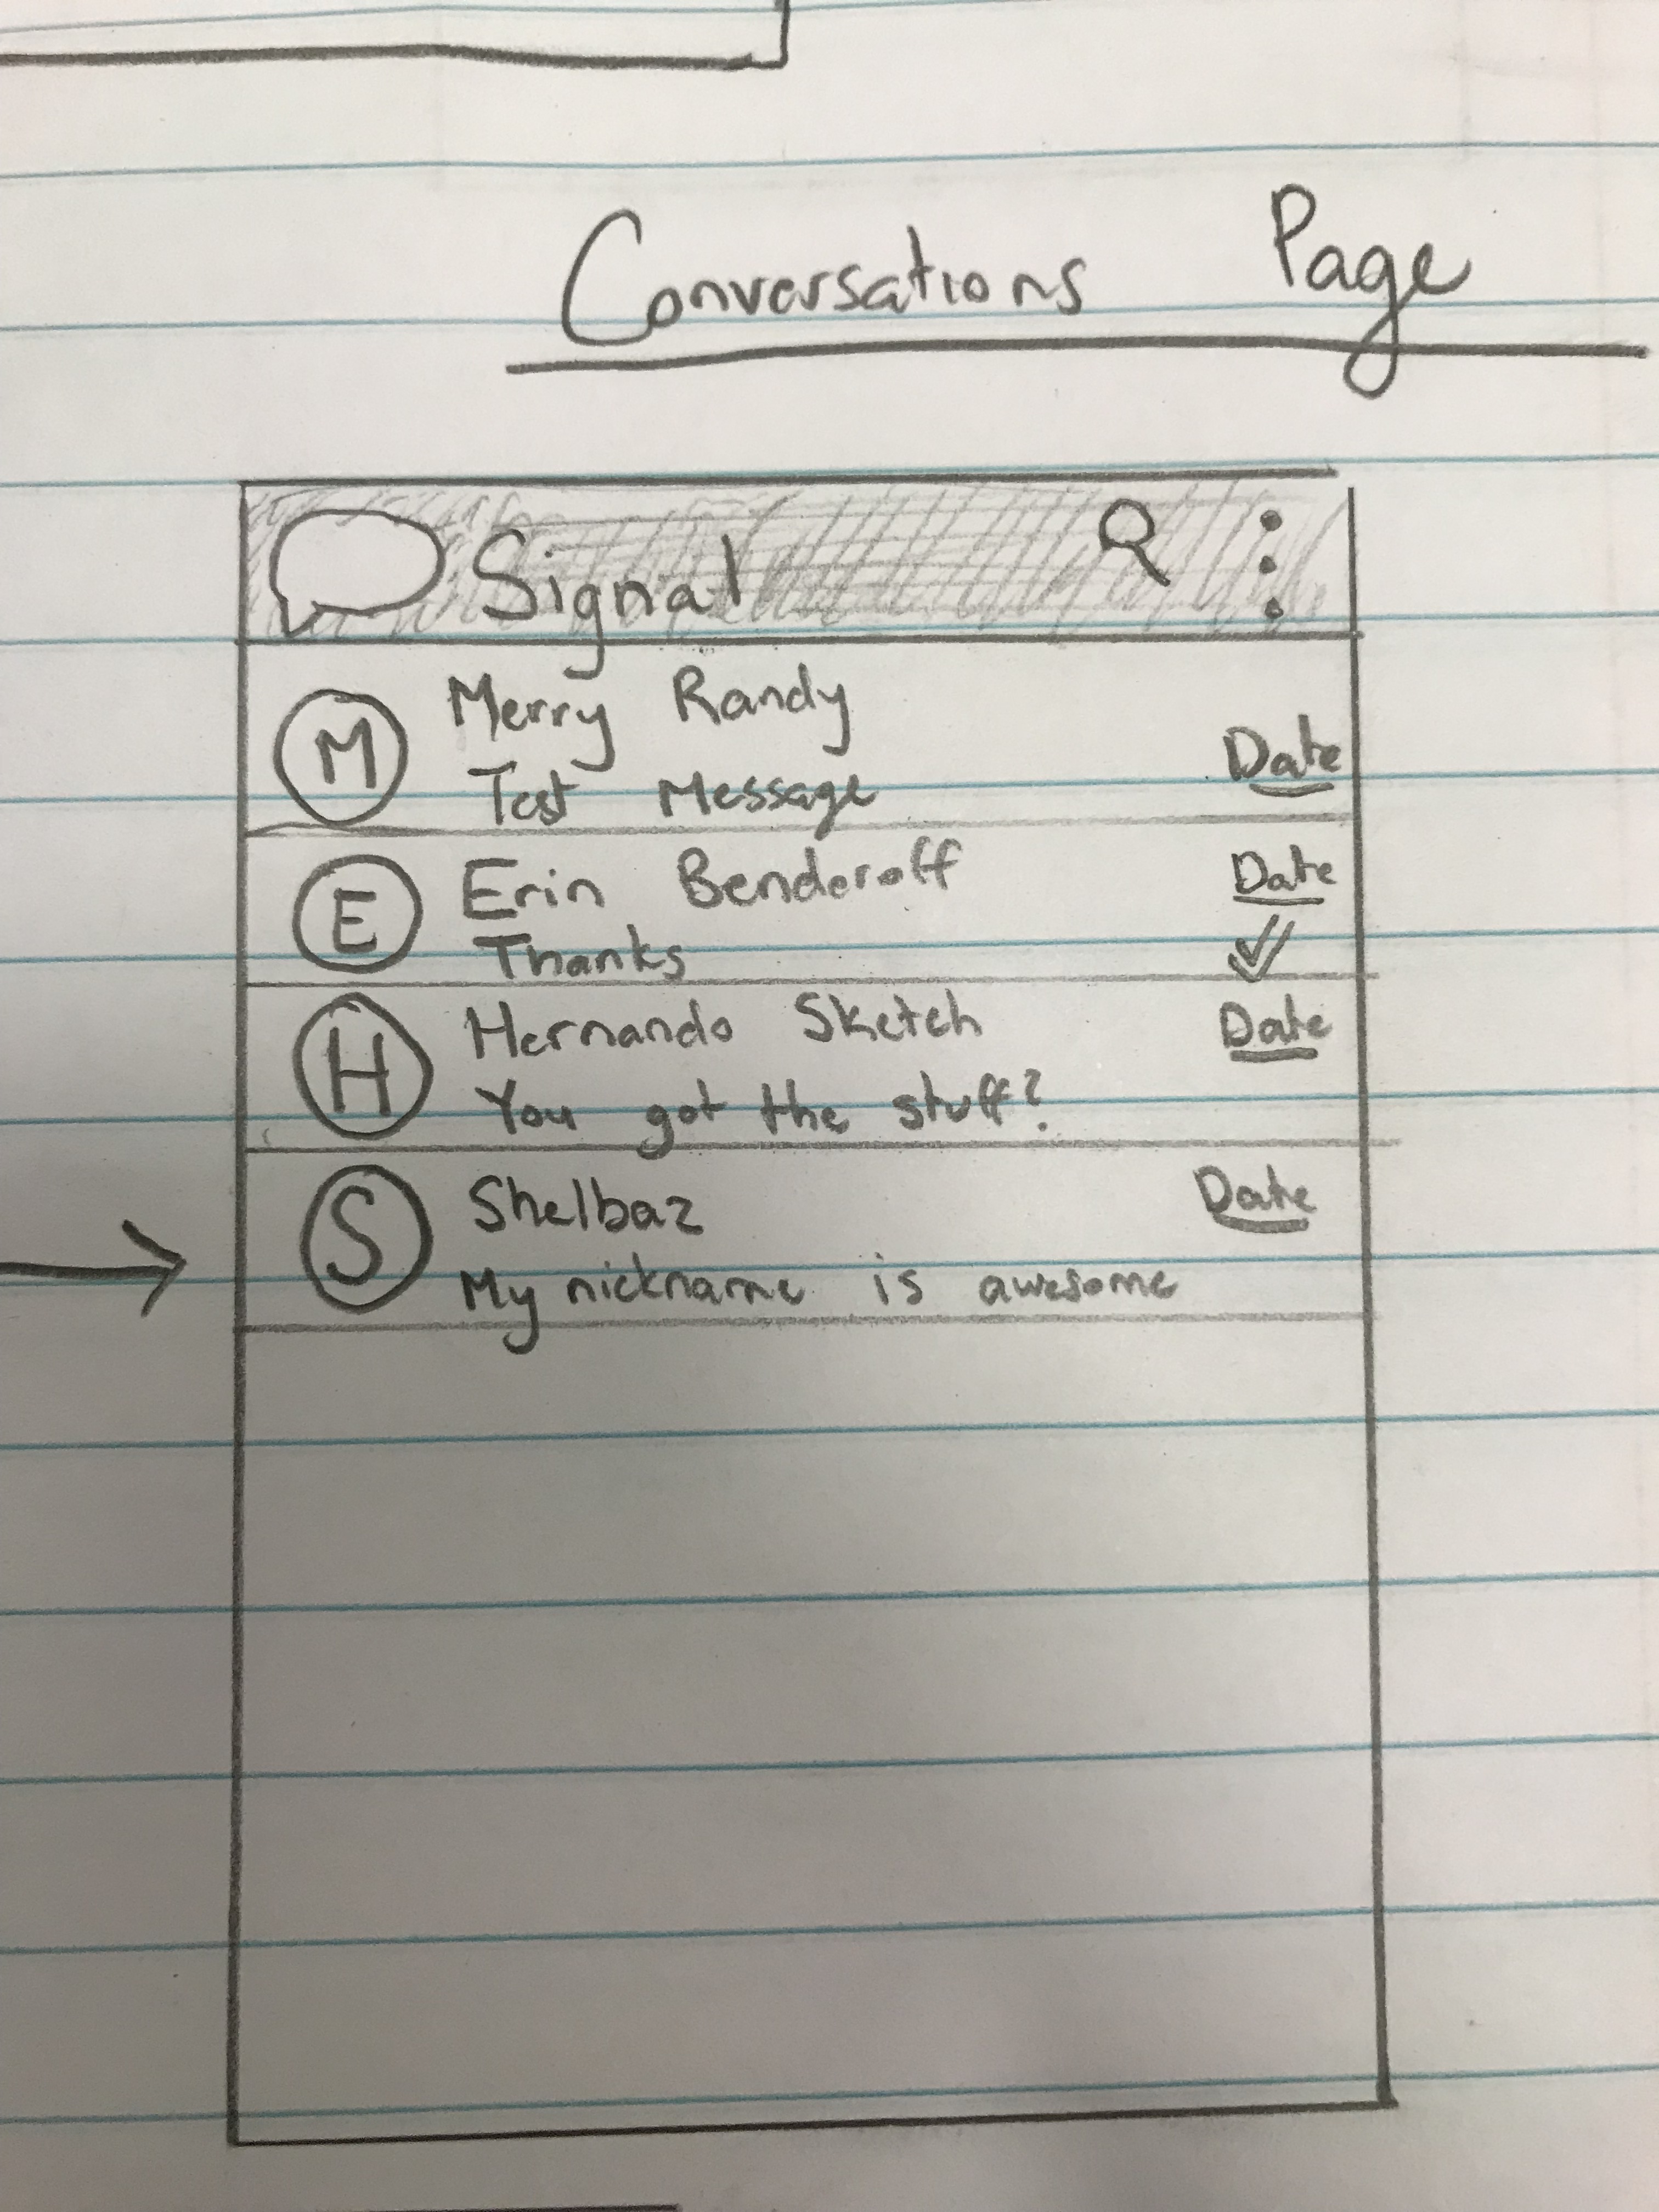 Conversations Page
Signal
M
Merry Randy
Test Message
Date
E
Erin Benderoff
Date
Thanks
H
Hernando Sketch
Date
You got the stuff?
S
Shelbaz
Date
My nickname is awesome